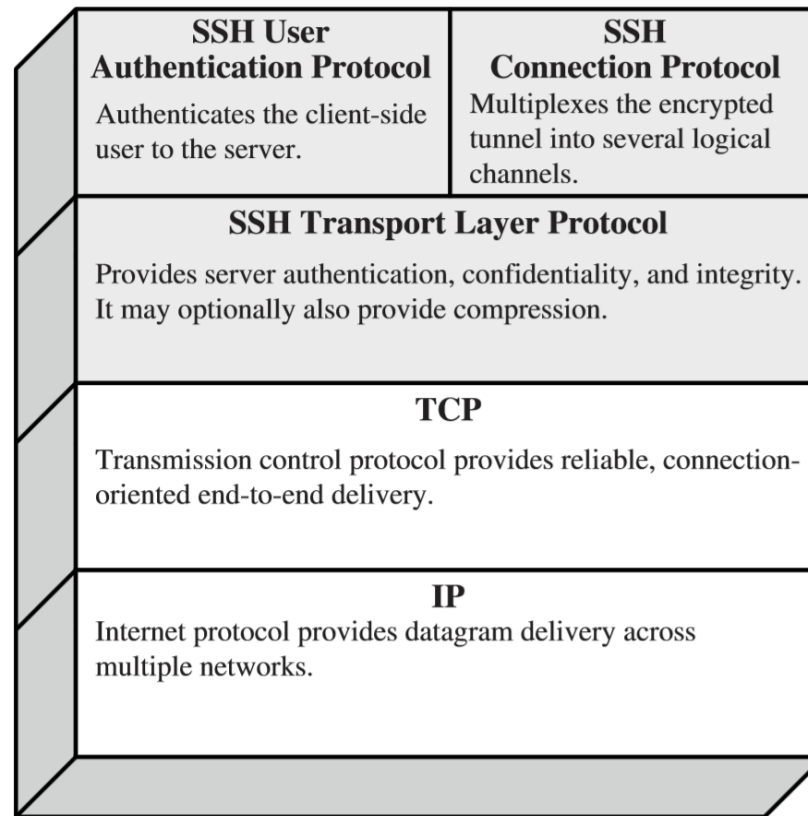 SSH User
Authentication Protocol
Authenticates the client-side
user to the server.
SSH
Connection Protocol
Multiplexes the encrypted
tunnel into several logical
channels.
SSH Transport Layer Protocol
Provides server authentication, confidentiality, and integrity.
It may optionally also provide compression.
TCP
Transmission control protocol provides reliable, connection-
oriented end-to-end delivery.
IP
Internet protocol provides datagram delivery across
multiple networks.